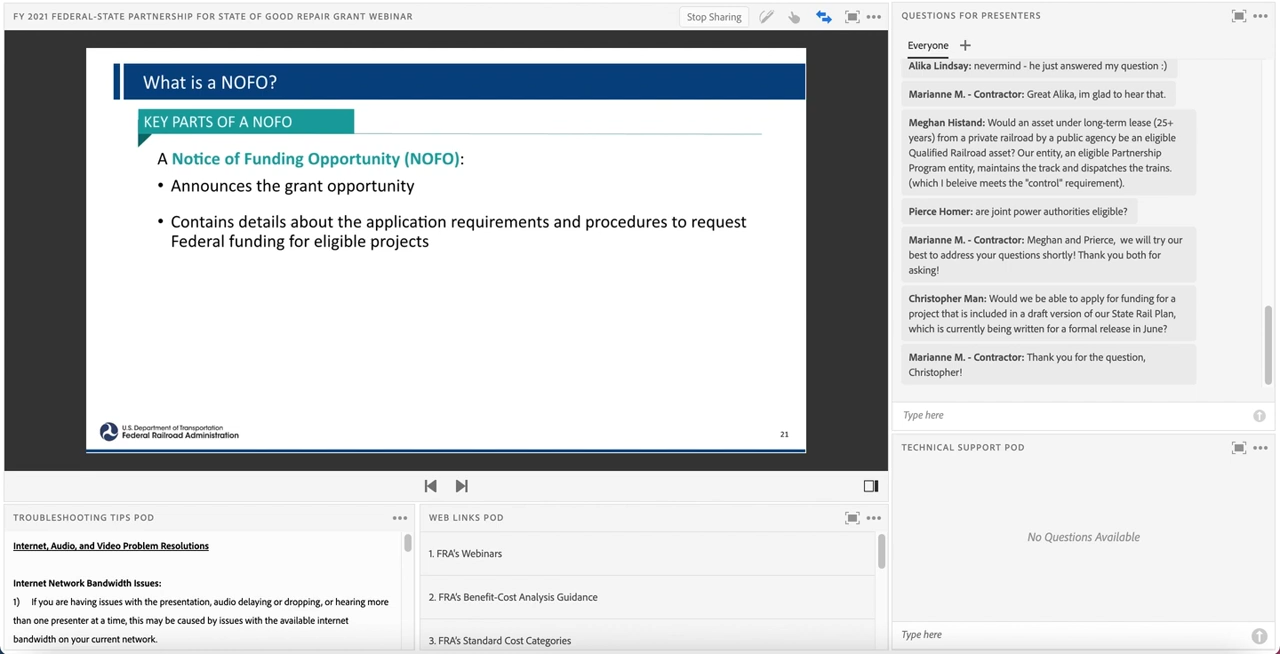 FY 2021 FEDERAL-STATE PARTNERSHIP FOR STATE OF GOOD REPAIR GRANT WEBINAR
Stop Sharing
What is a NOFO?
KEY PARTS OF A NOFO
A Notice of Funding Opportunity (NOFO):
• Announces the grant opportunity
• Contains details about the application requirements and procedures to request
Federal funding for eligible projects
U.S. Department of Transportation
Federal Railroad Administration
21
TROUBLESHOOTING TIPS POD
Internet, Audio, and Video Problem Resolutions
Internet Network Bandwidth Issues:
1) If you are having issues with the presentation, audio delaying or dropping, or hearing more
than one presenter at a time, this may be caused by issues with the available internet
bandwidth on your current network.
WEB LINKS POD
1. FRA's Webinars
2. FRA's Benefit-Cost Analysis Guidance
3. FRA's Standard Cost Categories
QUESTIONS FOR PRESENTERS
Everyone
Alika Lindsay: nevermind - he just answered my question :)
Marianne M. - Contractor: Great Alika, im glad to hear that.
Meghan Histand: Would an asset under long-term lease (25+
years) from a private railroad by a public agency be an eligible
Qualified Railroad asset? Our entity, an eligible Partnership
Program entity, maintains the track and dispatches the trains.
(which I beleive meets the "control" requirement).
Pierce Homer: are joint power authorities eligible?
Marianne M. - Contractor: Meghan and Prierce, we will try our
best to address your questions shortly! Thank you both for
asking!
Christopher Man: Would we be able to apply for funding for a
project that is included in a draft version of our State Rail Plan,
which is currently being written for a formal release in June?
Marianne M. - Contractor: Thank you for the question,
Christopher!
Type here
TECHNICAL SUPPORT POD
No Questions Available
Type here